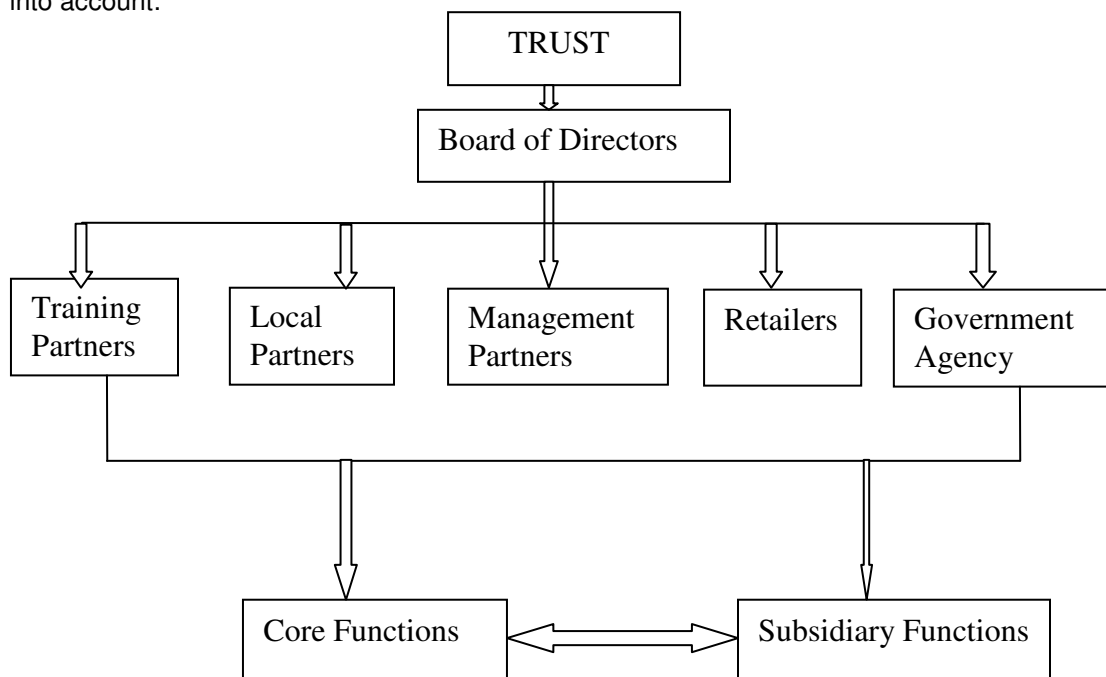 into account.
TRUST
Board of Directors
Training
Partners
Local
Partners
Management
Partners
Retailers
Government
Agency
Core Functions
Subsidiary Functions